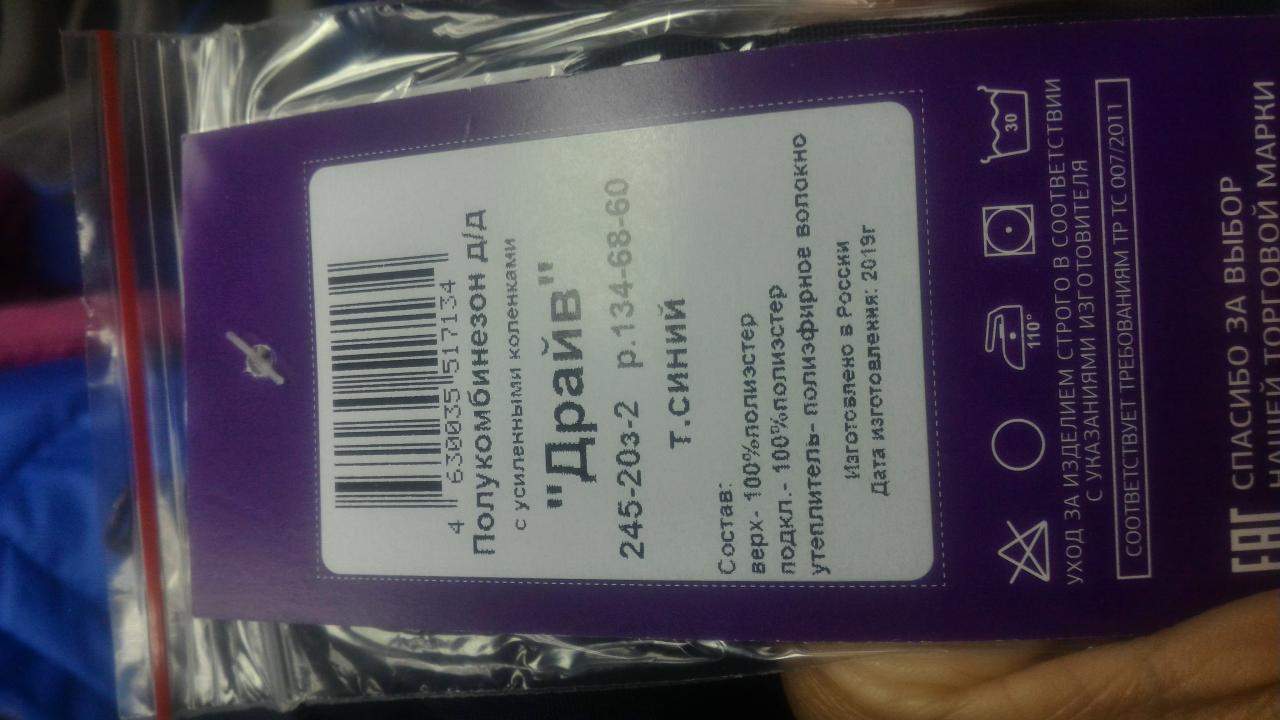 4 630035 517134
Полукомбинезон д/д
с усиленными коленками
"Драйв"
245-20з-2 р.134-68-60
т.синий
Состав:
верх- 100%полиэстер
подкл.- 100%полиэстер
утеплитель- полиэфирное волокно
Изготовлено в России
Дата изготовления: 2019г
110°
30
УХОД ЗА ИЗДЕЛИЕМ СТРОГО В СООТВЕТСТВИИ
С УКАЗАНИЯМИ ИЗГОТОВИТЕЛЯ
СООТВЕТСТВУЕТ ТРЕБОВАНИЯМ ТР ТС 007/2011
ЕАС
СПАСИБО ЗА ВЫБОР
НАШЕЙ ТОРГОВОЙ МАРКИ